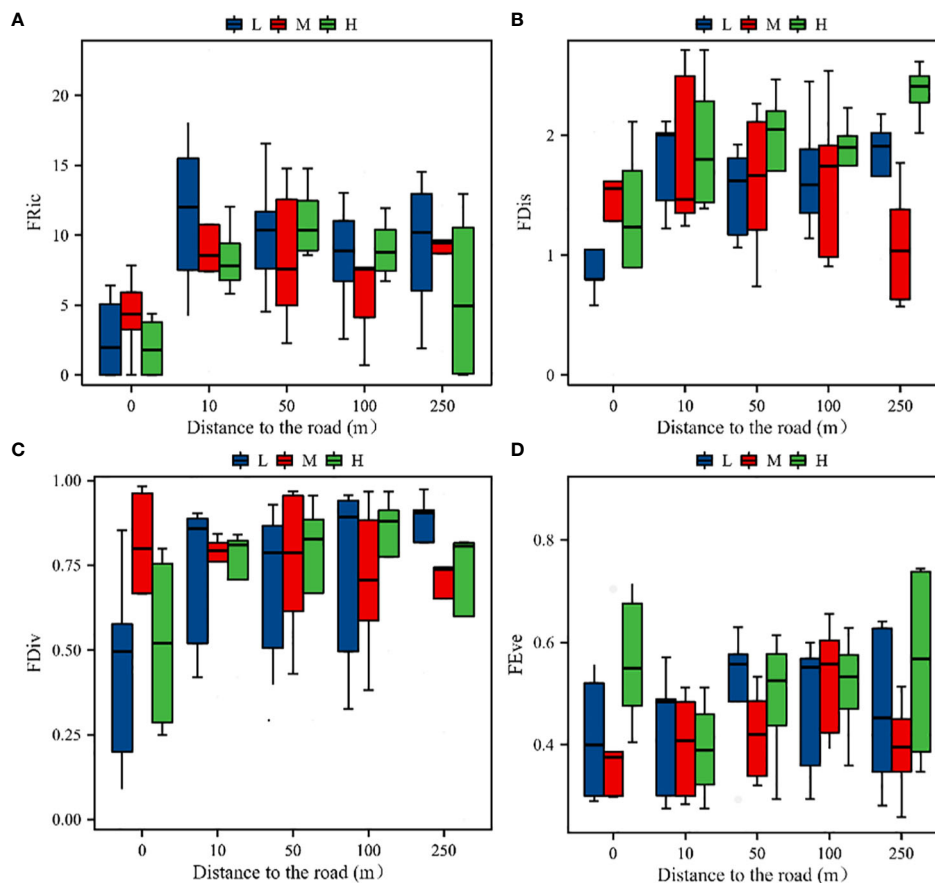 A
L M H
FRic
20
15
10
5
0
0 10 50 100 250
Distance to the road (m)
B
L M H
FDis
2
1
0
0 10 50 100 250
Distance to the road (m)
C
L M H
FDiv
1.00
0.75
0.50
0.25
0.00
0 10 50 100 250
Distance to the road (m)
D
L M H
FEve
0.8
0.6
0.4
0 10 50 100 250
Distance to the road (m)